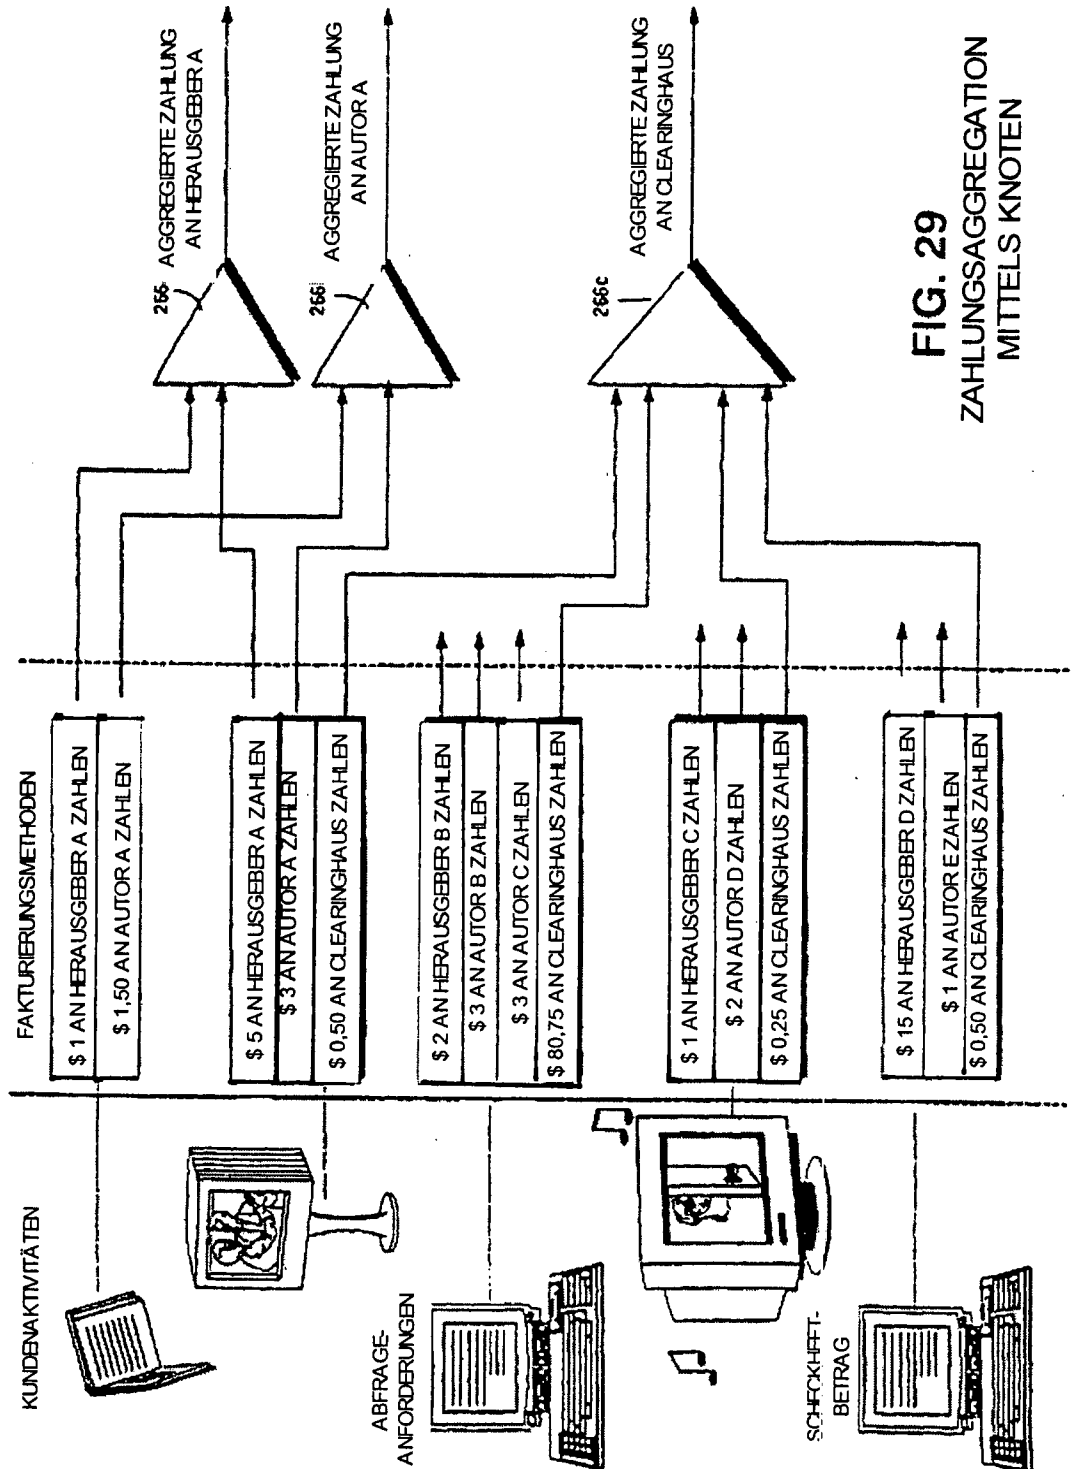 KUNDENAKTIVITÄTEN
FAKTURIERUNGSMETHODEN
$ 1 AN HERAUSGEBER A ZAHLEN
$ 1,50 AN AUTOR A ZAHLEN
$ 5 AN HERAUSGEBER A ZAHLEN
$ 3 AN AUTOR A ZAHLEN
$ 0,50 AN CLEARINGHAUS ZAHLEN
ABFRAGE-
ANFORDERUNGEN
$ 2 AN HERAUSGEBER B ZAHLEN
$ 3 AN AUTOR B ZAHLEN
$ 3 AN AUTOR C ZAHLEN
$ 80,75 AN CLEARINGHAUS ZAHLEN
$ 1 AN HERAUSGEBER C ZAHLEN
$ 2 AN AUTOR D ZAHLEN
$ 0,25 AN CLEARINGHAUS ZAHLEN
SCHECKHEFT-
BETRAG
$ 15 AN HERAUSGEBER D ZAHLEN
$ 1 AN AUTOR E ZAHLEN
$ 0,50 AN CLEARINGHAUS ZAHLEN
266
AGGREGIERTE ZAHLUNG
AN HERAUSGEBER A
266
AGGREGIERTE ZAHLUNG
AN AUTOR A
266c
AGGREGIERTE ZAHLUNG
AN CLEARINGHAUS
FIG. 29
ZAHLUNGSAGGREGATION
MITTELS KNOTEN